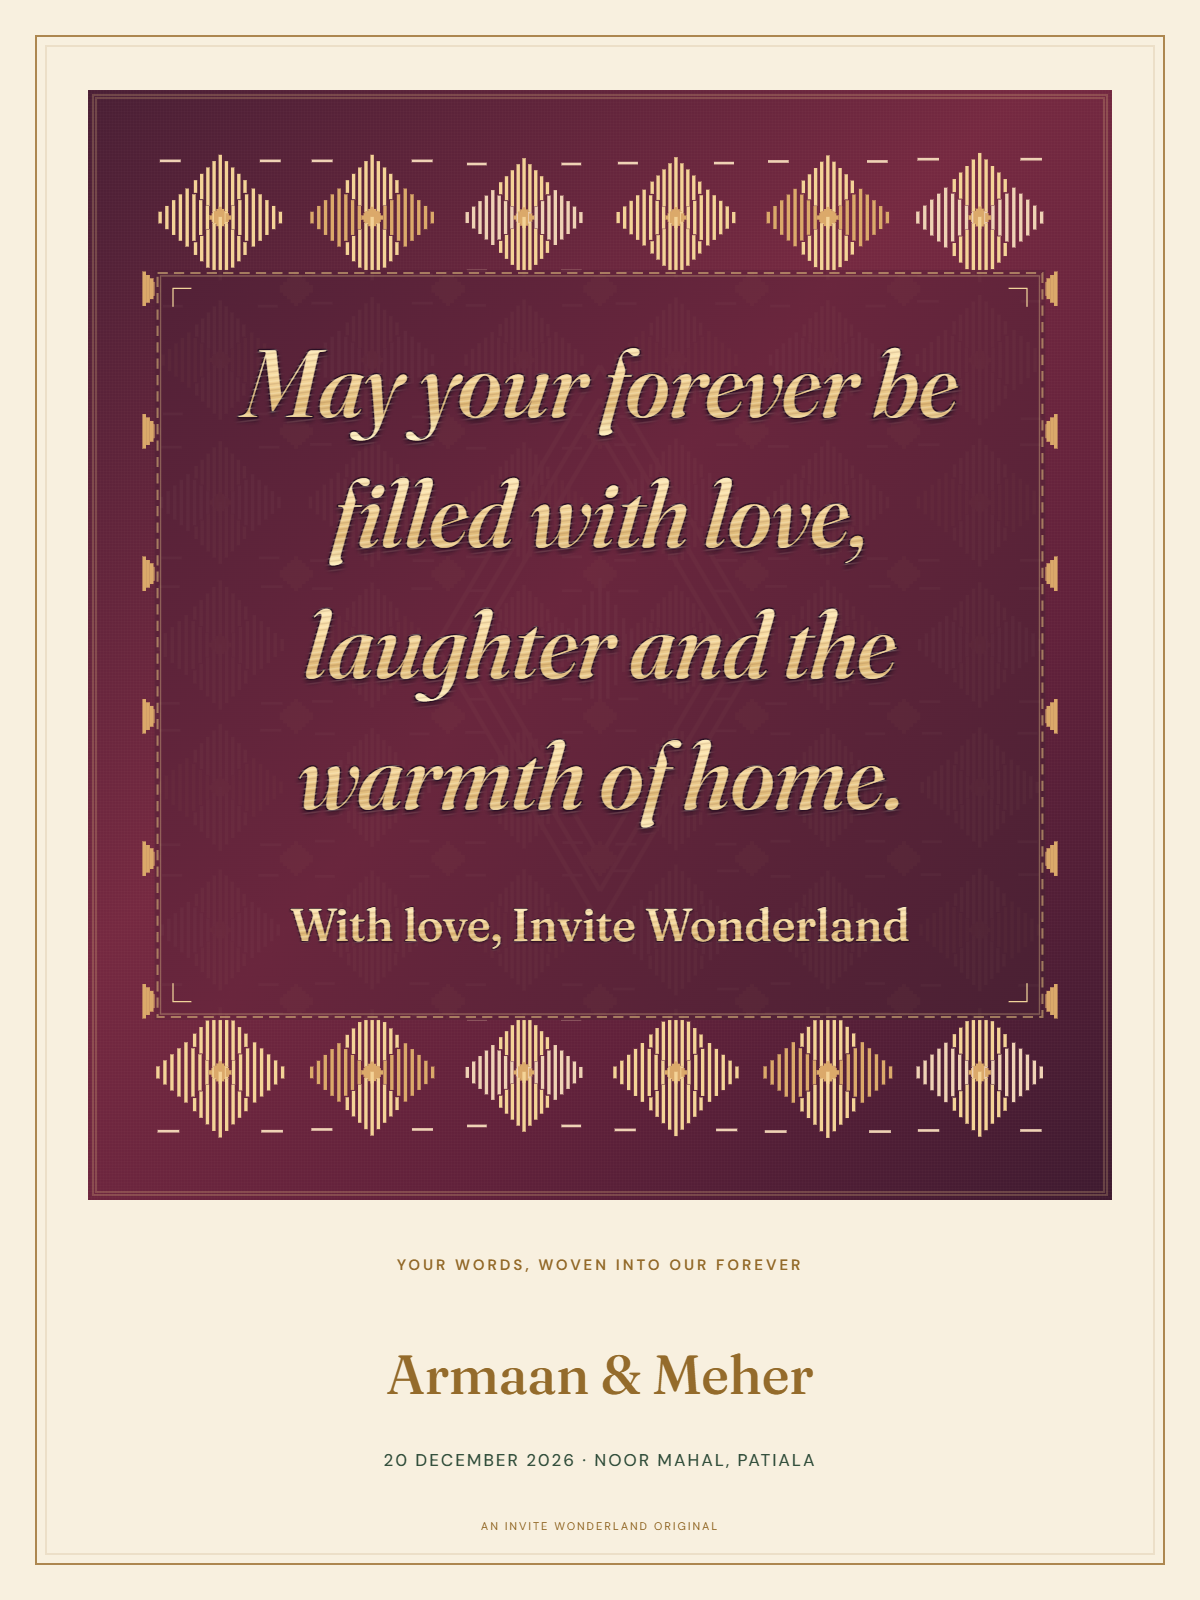 May your forever be
filled with love,
laughter and the
warmth of home.
With love, Invite Wonderland
YOUR WORDS, WOVEN INTO OUR FOREVER
Armaan & Meher
20 DECEMBER 2026 · NOOR MAHAL, PATIALA
AN INVITE WONDERLAND ORIGINAL